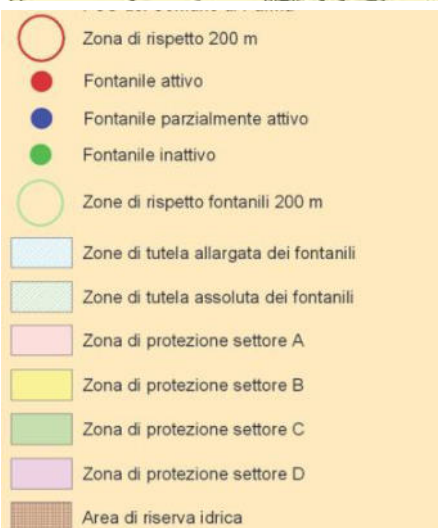 Zona di rispetto 200 m
Fontanile attivo
Fontanile parzialmente attivo
Fontanile inattivo
Zone di rispetto fontanili 200 m
Zone di tutela allargata dei fontanili
Zone di tutela assoluta dei fontanili
Zona di protezione settore A
Zona di protezione settore B
Zona di protezione settore C
Zona di protezione settore D
Area di riserva idrica